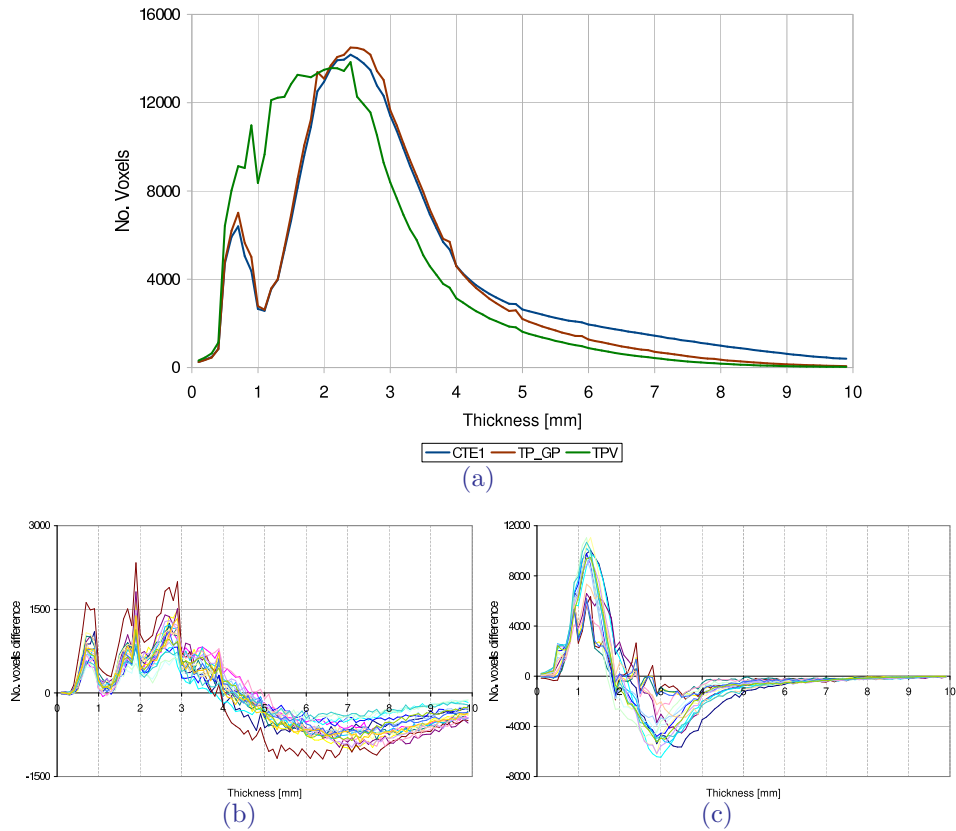 16000
12000
8000
4000
0
No. Voxels
0 1 2 3 4 5 6 7 8 9 10
Thickness [mm]
CTE1 TP_GP TPV
(a)
3000
1500
0
-1500
No. voxels difference
0 1 2 3 4 5 6 7 8 9 10
Thickness [mm]
(b)
12000
8000
4000
0
-4000
-8000
No. voxels difference
0 1 2 3 4 5 6 7 8 9 10
Thickness [mm]
(c)